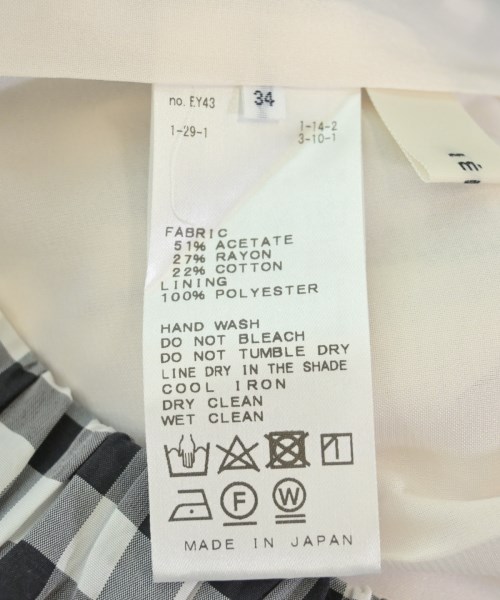 no. EY43
34
1-29-1
1-14-2
3-10-1
FABRIC
51% ACETATE
27% RAYON
22% COTTON
LINING
100% POLYESTER
HAND WASH
DO NOT BLEACH
DO NOT TUMBLE DRY
LINE DRY IN THE SHADE
COOL IRON
DRY CLEAN
WET CLEAN
F
W
MADE IN JAPAN
m.